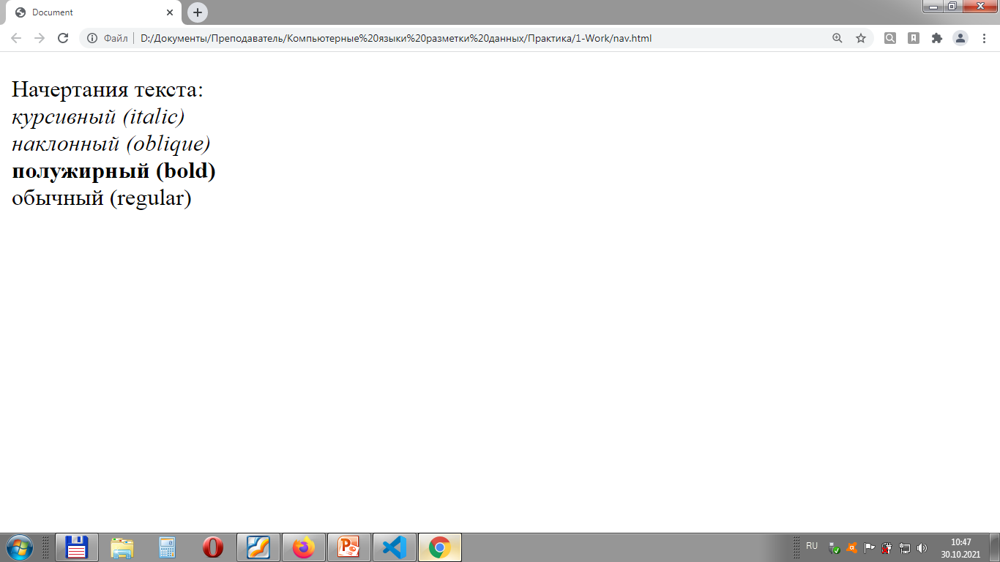 Document
Файл D:/Документы/Преподаватель/Компьютерные%20языки%20разметки%20данных/Практика/1-Work/nav.html
Начертания текста:
курсивный (italic)
наклонный (oblique)
полужирный (bold)
обычный (regular)
RU
10:47
30.10.2021